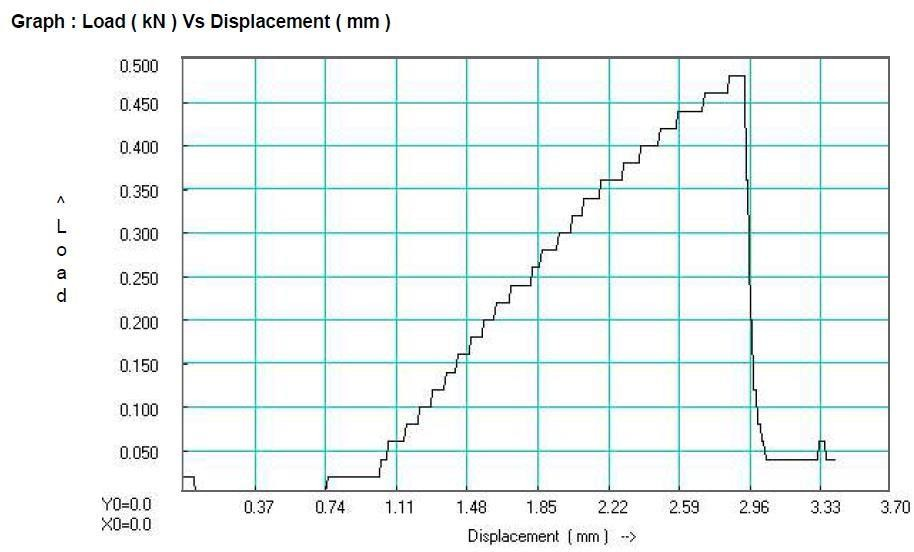 Graph : Load ( kN ) Vs Displacement ( mm )
0.500
0.450
0.400
0.350
0.300
0.250
0.200
0.150
0.100
0.050
^
L
o
a
d
Y0=0.0
X0=0.0
0.37 0.74 1.11 1.48 1.85 2.22 2.59 2.96 3.33 3.70
Displacement ( mm ) -->